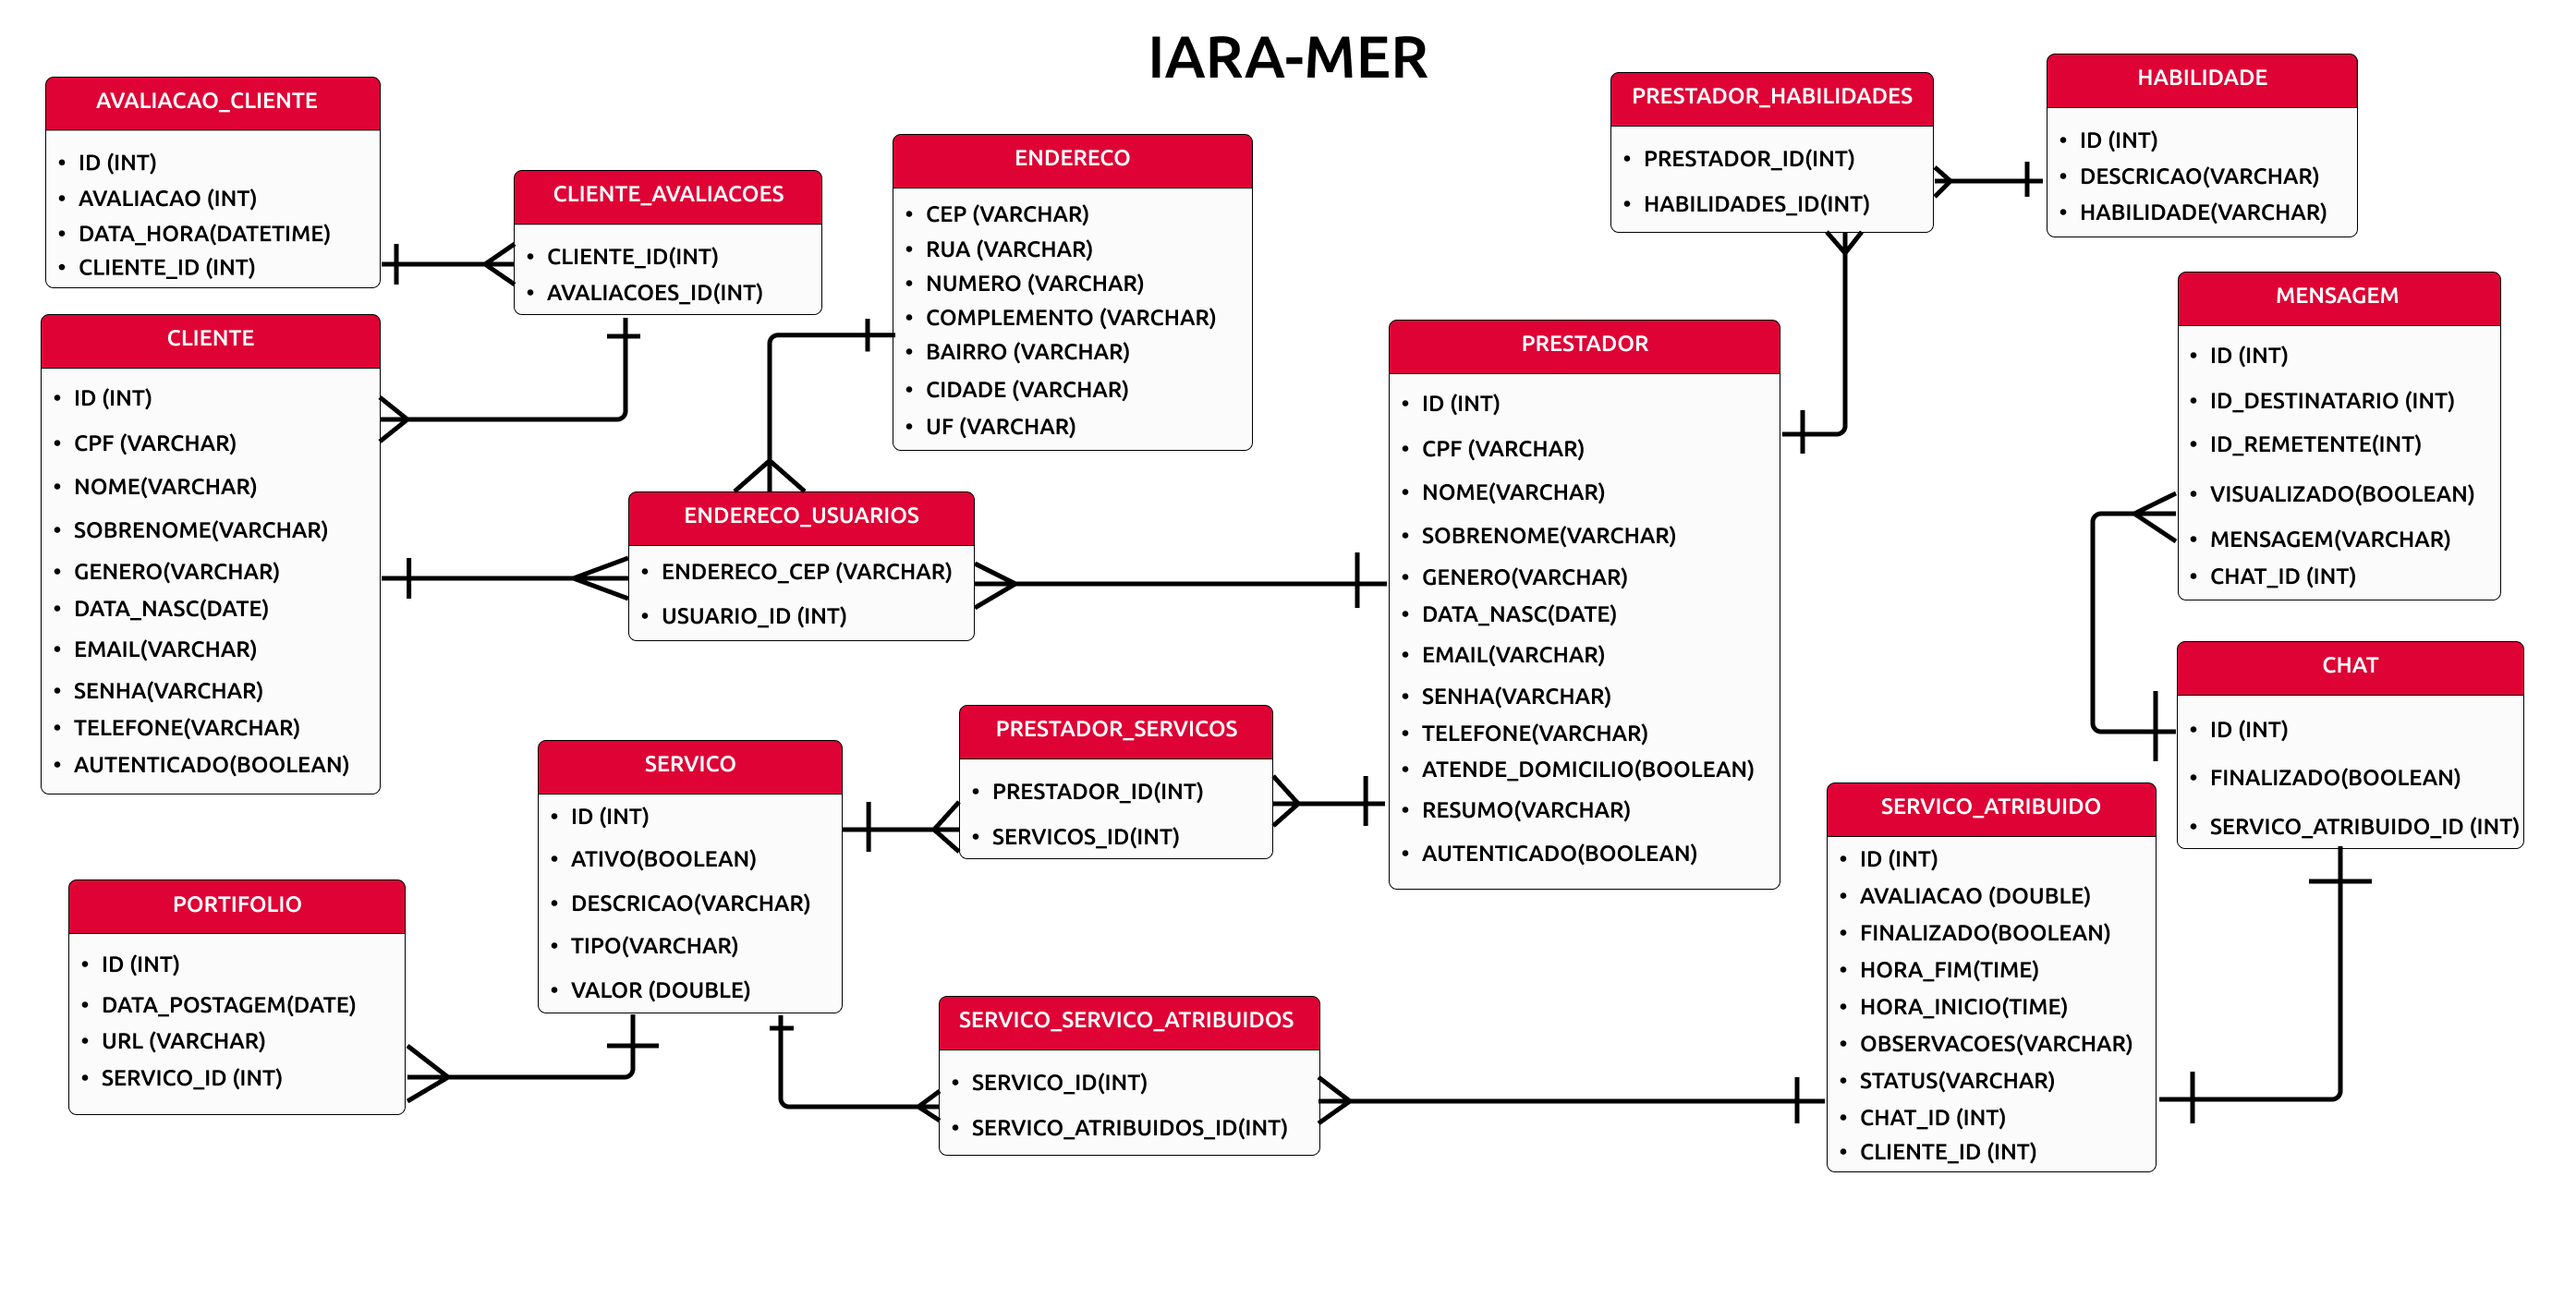 IARA-MER
AVALIACAO_CLIENTE
• ID (INT)
• AVALIACAO (INT)
• DATA_HORA(DATETIME)
• CLIENTE_ID (INT)
CLIENTE_AVALIACOES
• CLIENTE_ID(INT)
• AVALIACOES_ID(INT)
ENDERECO
• CEP (VARCHAR)
• RUA (VARCHAR)
• NUMERO (VARCHAR)
• COMPLEMENTO (VARCHAR)
• BAIRRO (VARCHAR)
• CIDADE (VARCHAR)
• UF (VARCHAR)
PRESTADOR_HABILIDADES
• PRESTADOR_ID(INT)
• HABILIDADES_ID(INT)
HABILIDADE
• ID (INT)
• DESCRICAO(VARCHAR)
• HABILIDADE(VARCHAR)
CLIENTE
• ID (INT)
• CPF (VARCHAR)
• NOME(VARCHAR)
• SOBRENOME(VARCHAR)
• GENERO(VARCHAR)
• DATA_NASC(DATE)
• EMAIL(VARCHAR)
• SENHA(VARCHAR)
• TELEFONE(VARCHAR)
• AUTENTICADO(BOOLEAN)
ENDERECO_USUARIOS
• ENDERECO_CEP (VARCHAR)
• USUARIO_ID (INT)
PRESTADOR
• ID (INT)
• CPF (VARCHAR)
• NOME(VARCHAR)
• SOBRENOME(VARCHAR)
• GENERO(VARCHAR)
• DATA_NASC(DATE)
• EMAIL(VARCHAR)
• SENHA(VARCHAR)
• TELEFONE(VARCHAR)
• ATENDE_DOMICILIO(BOOLEAN)
• RESUMO(VARCHAR)
• AUTENTICADO(BOOLEAN)
MENSAGEM
• ID (INT)
• ID_DESTINATARIO (INT)
• ID_REMETENTE(INT)
• VISUALIZADO(BOOLEAN)
• MENSAGEM(VARCHAR)
• CHAT_ID (INT)
CHAT
• ID (INT)
• FINALIZADO(BOOLEAN)
• SERVICO_ATRIBUIDO_ID (INT)
PRESTADOR_SERVICOS
• PRESTADOR_ID(INT)
• SERVICOS_ID(INT)
SERVICO
• ID (INT)
• ATIVO(BOOLEAN)
• DESCRICAO(VARCHAR)
• TIPO(VARCHAR)
• VALOR (DOUBLE)
PORTIFOLIO
• ID (INT)
• DATA_POSTAGEM(DATE)
• URL (VARCHAR)
• SERVICO_ID (INT)
SERVICO_SERVICO_ATRIBUIDOS
• SERVICO_ID(INT)
• SERVICO_ATRIBUIDOS_ID(INT)
SERVICO_ATRIBUIDO
• ID (INT)
• AVALIACAO (DOUBLE)
• FINALIZADO(BOOLEAN)
• HORA_FIM(TIME)
• HORA_INICIO(TIME)
• OBSERVACOES(VARCHAR)
• STATUS(VARCHAR)
• CHAT_ID (INT)
• CLIENTE_ID (INT)